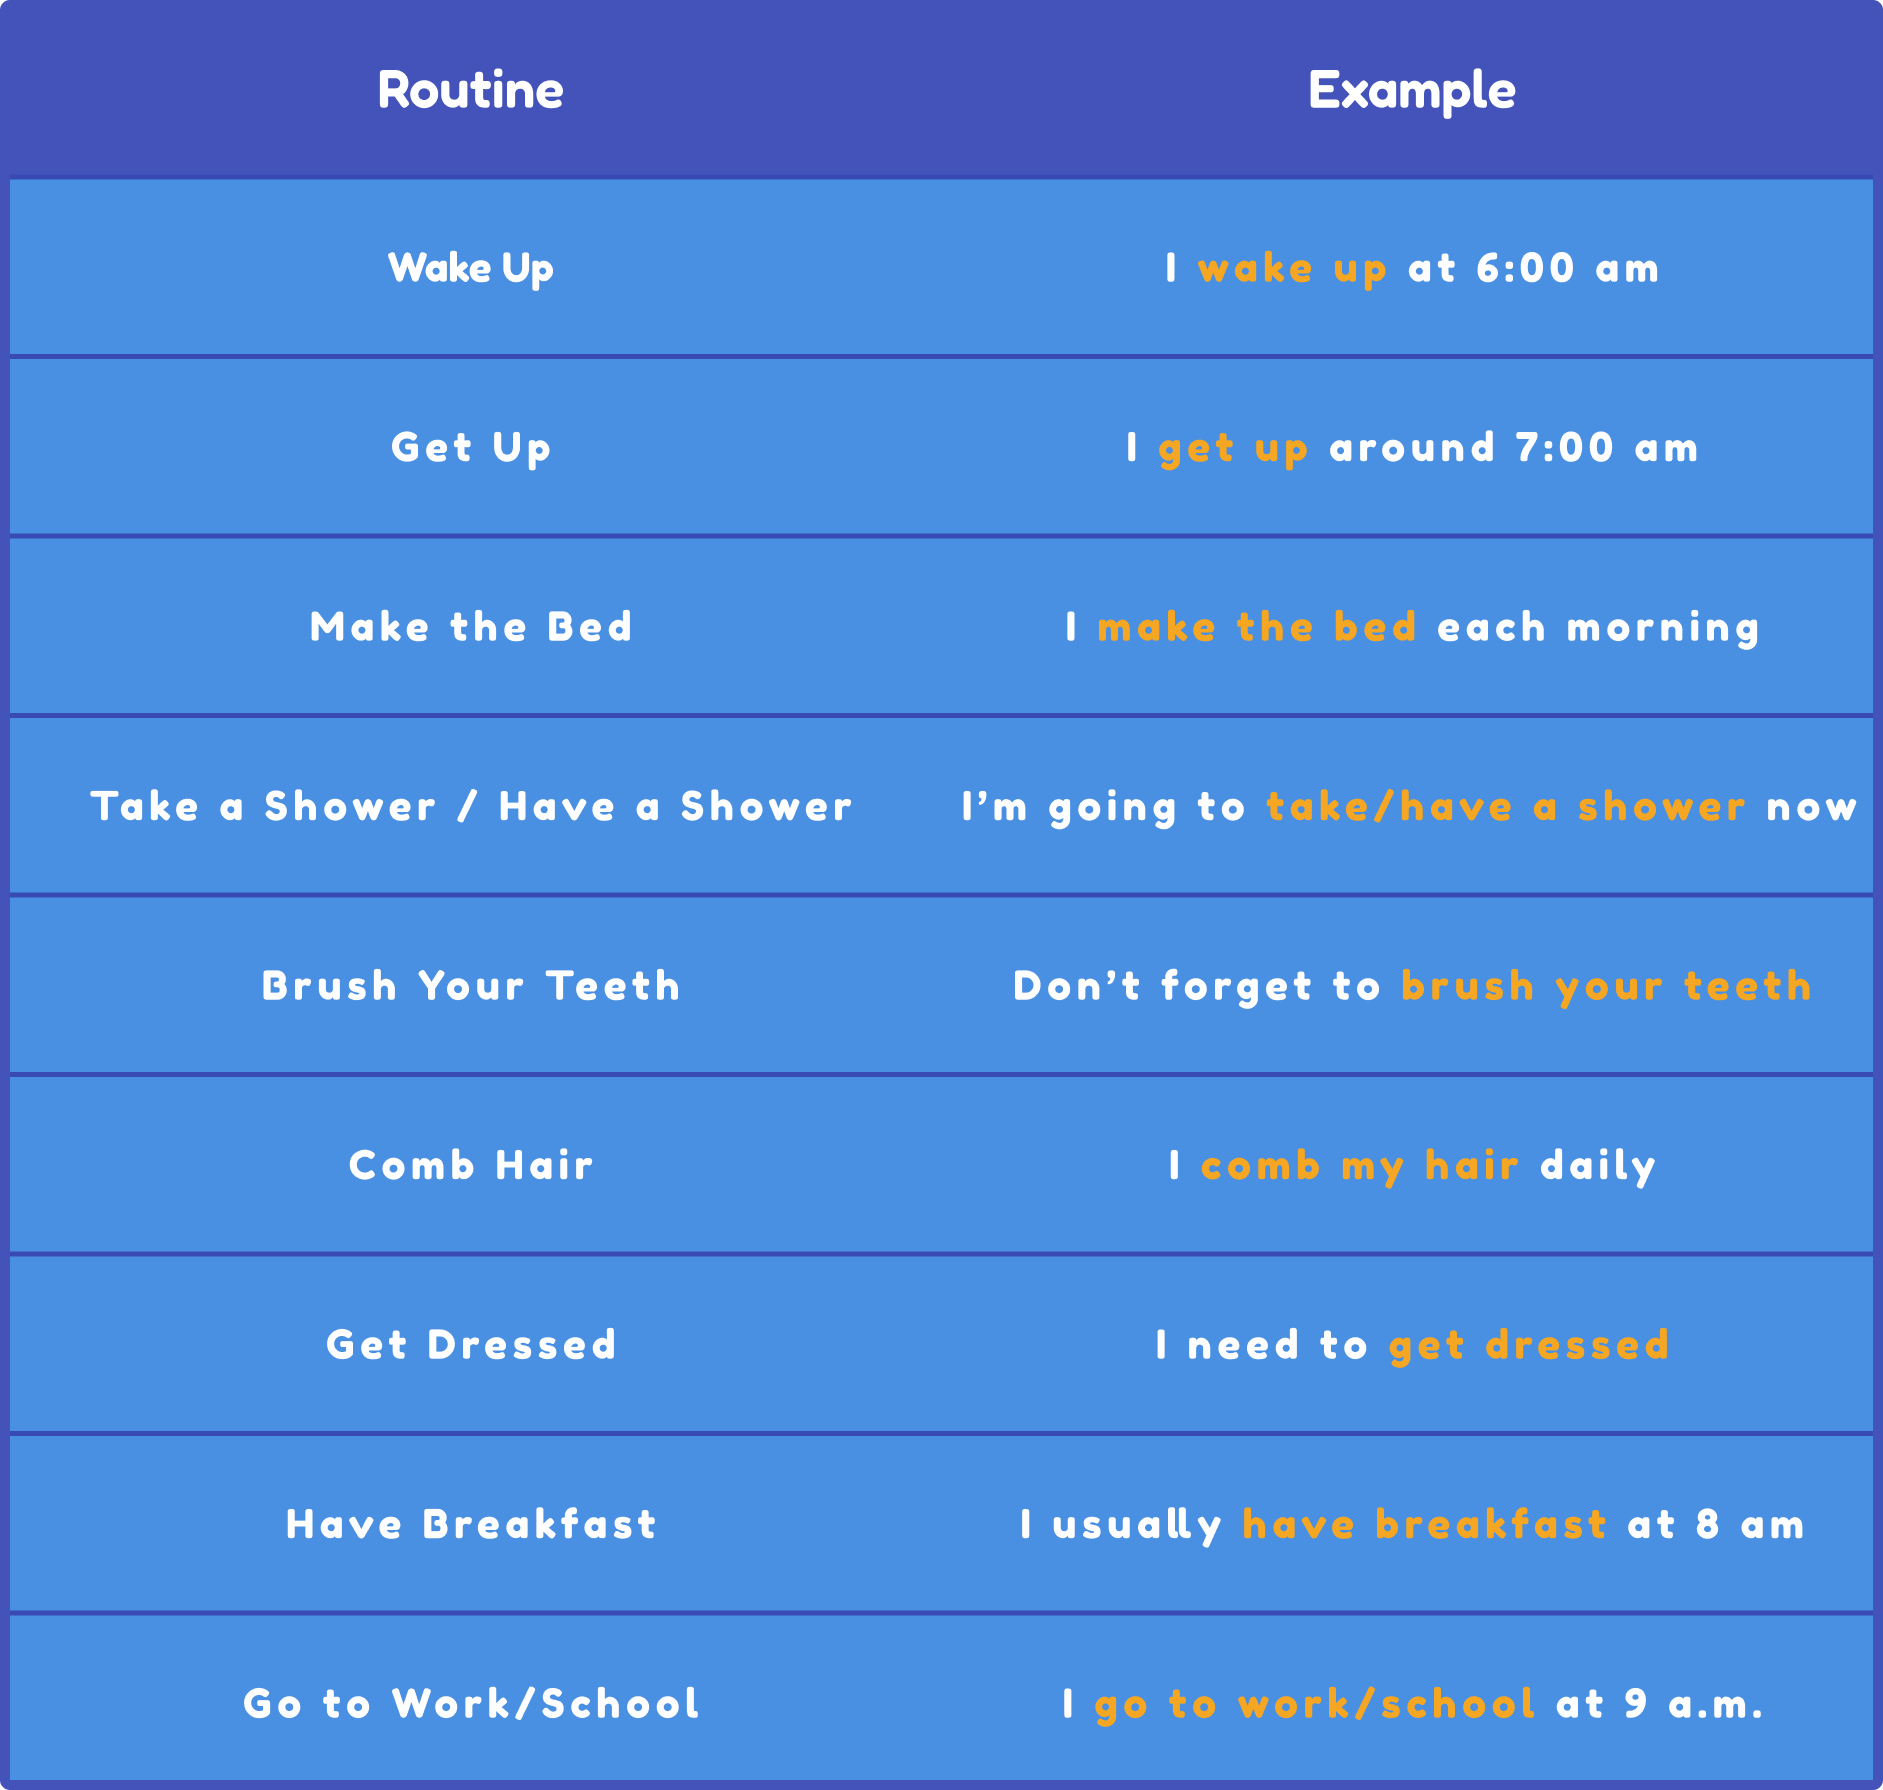 Routine Example
Wake Up I wake up at 6:00 am
Get Up I get up around 7:00 am
Make the Bed I make the bed each morning
Take a Shower / Have a Shower I’m going to take/have a shower now
Brush Your Teeth Don’t forget to brush your teeth
Comb Hair I comb my hair daily
Get Dressed I need to get dressed
Have Breakfast I usually have breakfast at 8 am
Go to Work/School I go to work/school at 9 a.m.